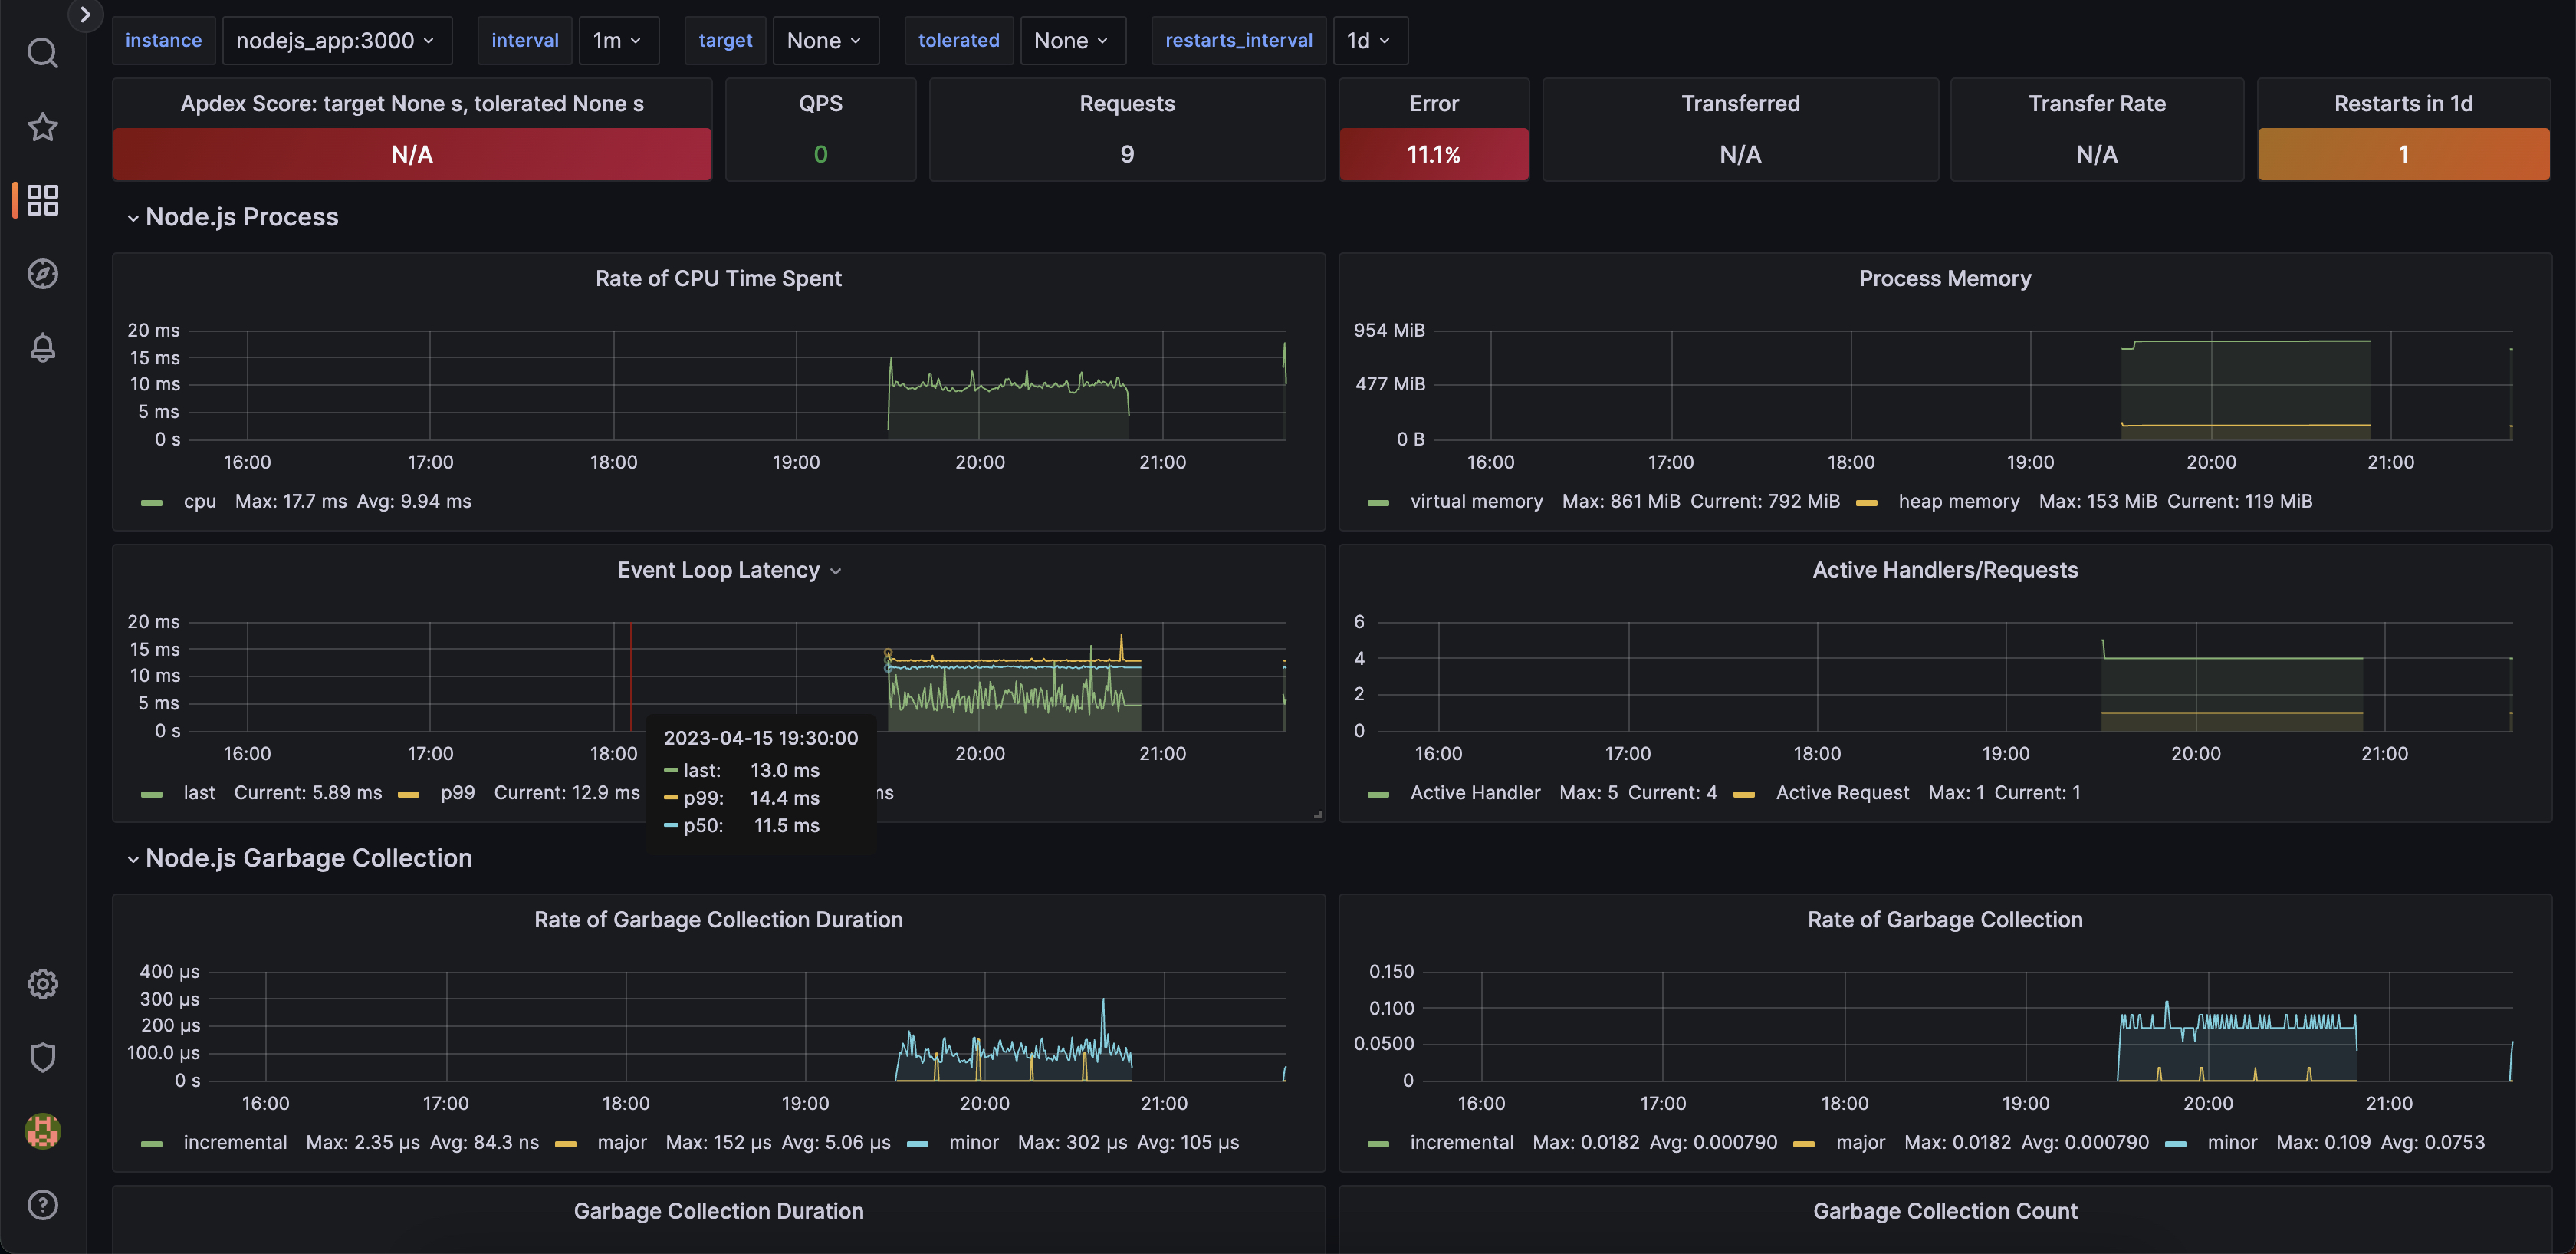 instance nodejs_app:3000 interval 1m target None tolerated None restarts_interval 1d
Apdex Score: target None s, tolerated None s
N/A
QPS
0
Requests
9
Error
11.1%
Transferred
N/A
Transfer Rate
N/A
Restarts in 1d
1
Node.js Process
Rate of CPU Time Spent
20 ms
15 ms
10 ms
5 ms
0 s
16:00 17:00 18:00 19:00 20:00 21:00
cpu Max: 17.7 ms Avg: 9.94 ms
Process Memory
954 MiB
477 MiB
0 B
16:00 17:00 18:00 19:00 20:00 21:00
virtual memory Max: 861 MiB Current: 792 MiB heap memory Max: 153 MiB Current: 119 MiB
Event Loop Latency
20 ms
15 ms
10 ms
5 ms
0 s
16:00 17:00 18:00 20:00 21:00
last Current: 5.89 ms p99 Current: 12.9 ms ns
2023-04-15 19:30:00
last: 13.0 ms
p99: 14.4 ms
p50: 11.5 ms
Active Handlers/Requests
6
4
2
0
16:00 17:00 18:00 19:00 20:00 21:00
Active Handler Max: 5 Current: 4 Active Request Max: 1 Current: 1
Node.js Garbage Collection
Rate of Garbage Collection Duration
400 µs
300 µs
200 µs
100.0 µs
0 s
16:00 17:00 18:00 19:00 20:00 21:00
incremental Max: 2.35 µs Avg: 84.3 ns major Max: 152 µs Avg: 5.06 µs minor Max: 302 µs Avg: 105 µs
Rate of Garbage Collection
0.150
0.100
0.0500
0
16:00 17:00 18:00 19:00 20:00 21:00
incremental Max: 0.0182 Avg: 0.000790 major Max: 0.0182 Avg: 0.000790 minor Max: 0.109 Avg: 0.0753
Garbage Collection Duration
Garbage Collection Count